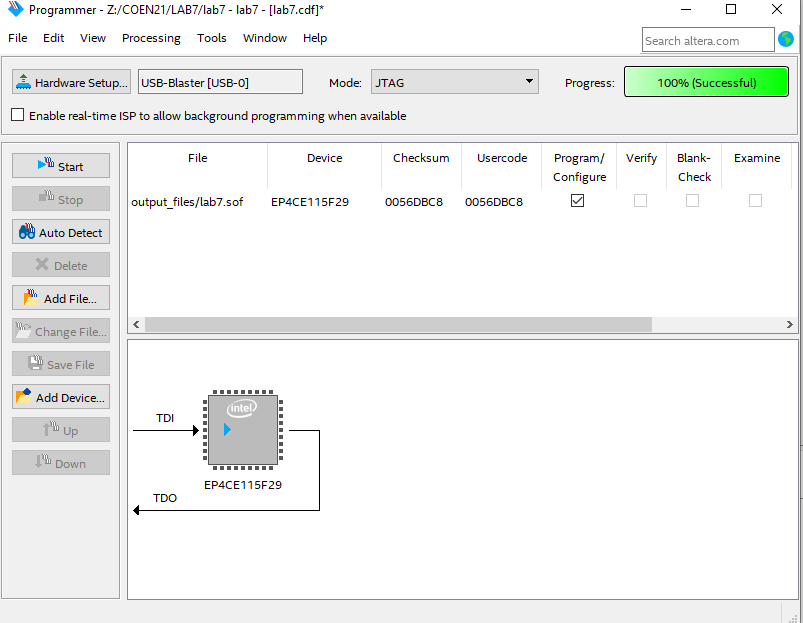 Programmer - Z:/COEN21/LAB7/lab7 - lab7 - [lab7.cdf]*
File Edit View Processing Tools Window Help
Search altera.com
Hardware Setup... USB-Blaster [USB-0] Mode: JTAG Progress: 100% (Successful)
Enable real-time ISP to allow background programming when available
Start
Stop
Auto Detect
Delete
Add File...
Change File...
Save File
Add Device...
Up
Down
File Device Checksum Usercode Program/ Verify Blank- Examine
Configure Check
output_files/lab7.sof EP4CE115F29 0056DBC8 0056DBC8
intel
TDI
EP4CE115F29
TDO